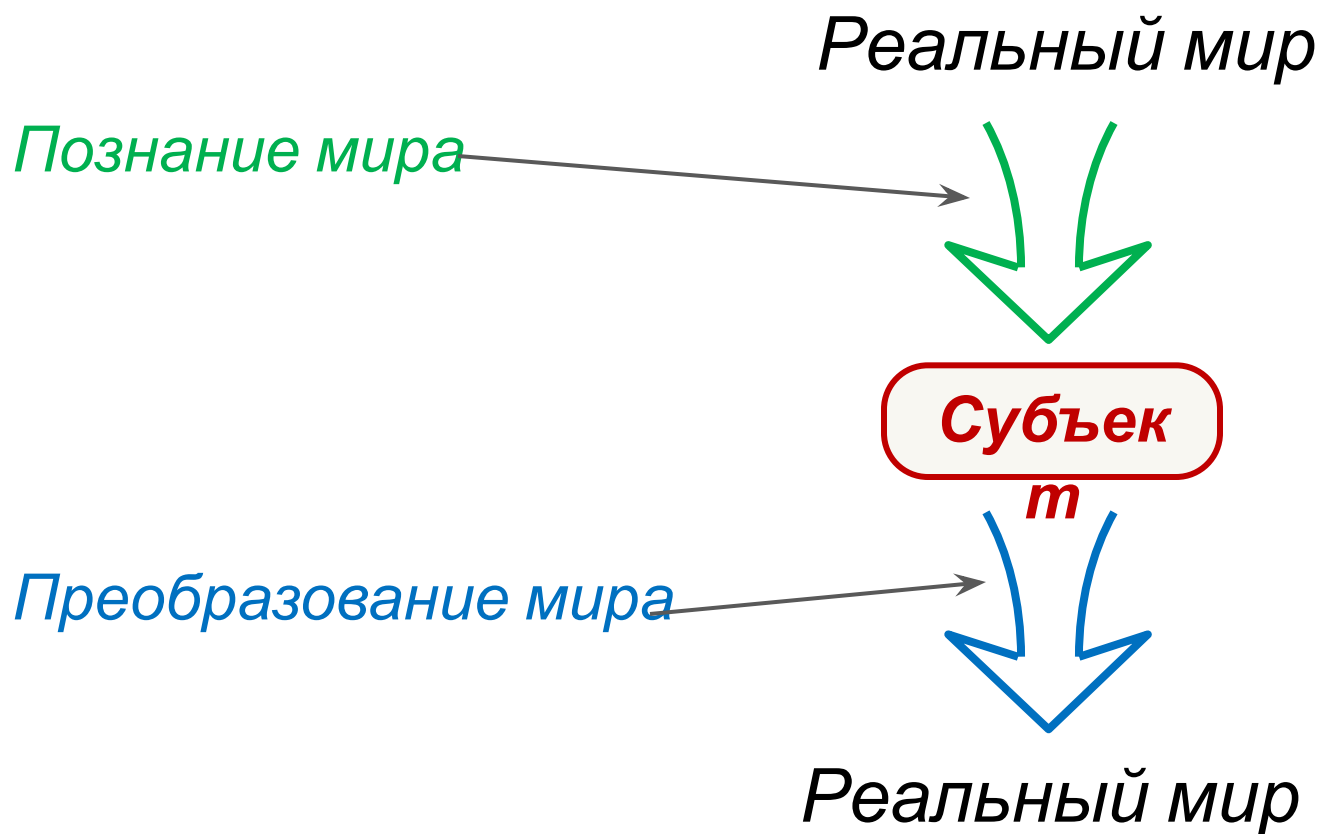 Реальный мир
Познание мира
Субъек
т
Преобразование мира
Реальный мир